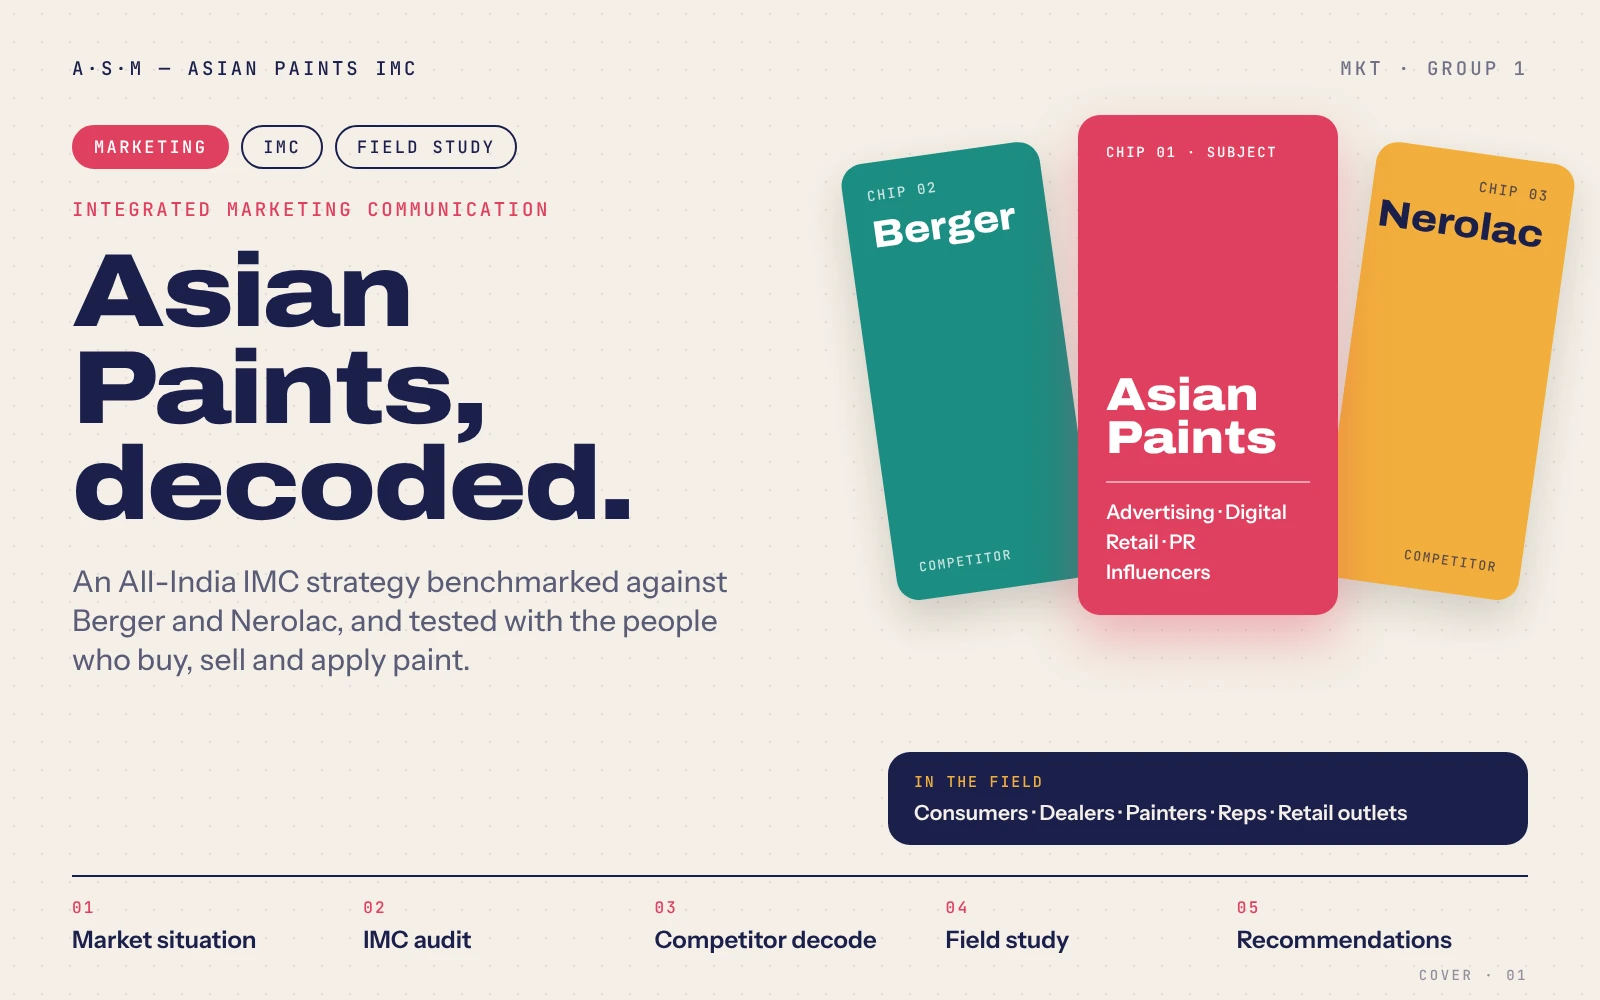 A·S·M — ASIAN PAINTS IMC
MKT · GROUP 1
MARKETING
IMC
FIELD STUDY
INTEGRATED MARKETING COMMUNICATION
Asian
Paints,
decoded.
An All-India IMC strategy benchmarked against
Berger and Nerolac, and tested with the people
who buy, sell and apply paint.
CHIP 02
Berger
COMPETITOR
CHIP 01 · SUBJECT
Asian
Paints
Advertising · Digital
Retail · PR
Influencers
CHIP 03
Nerolac
COMPETITOR
IN THE FIELD
Consumers · Dealers · Painters · Reps · Retail outlets
01
Market situation
02
IMC audit
03
Competitor decode
04
Field study
05
Recommendations
COVER · 01